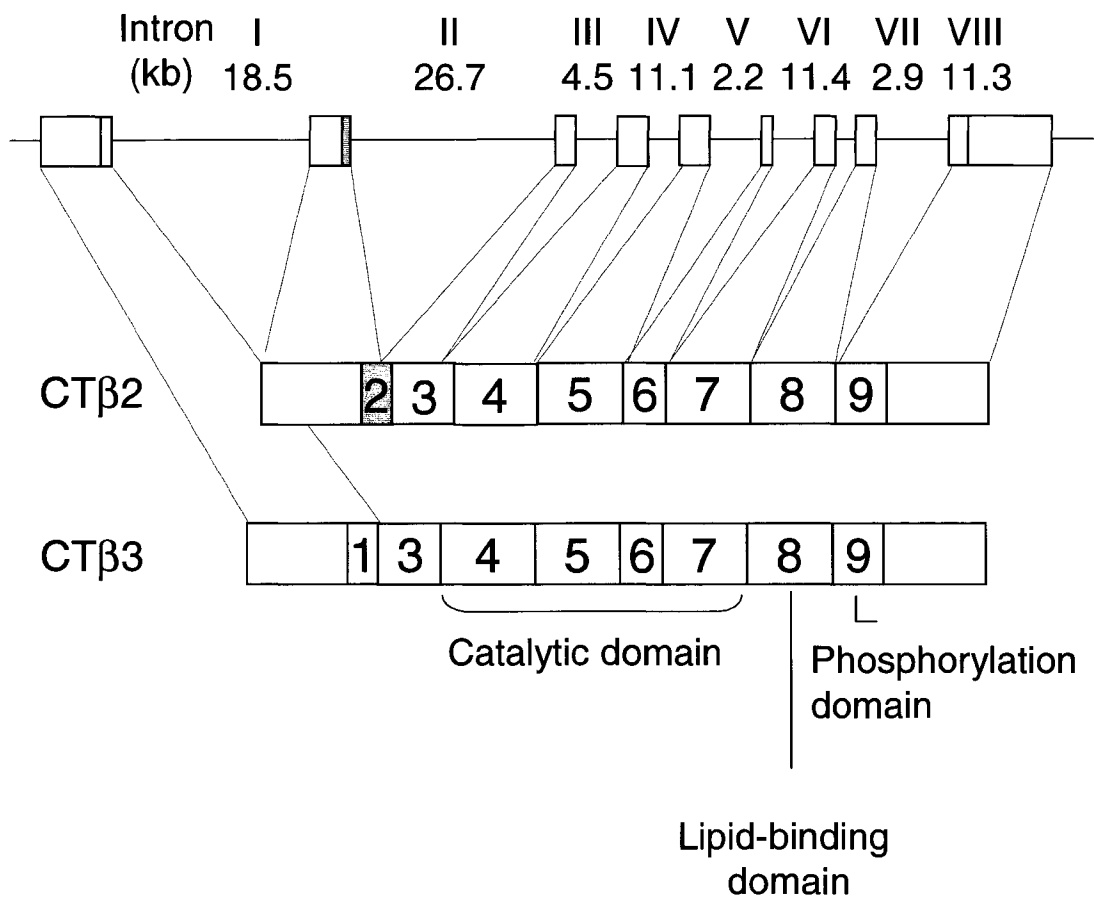 Intron I II III IV V VI VII VIII
(kb) 18.5 26.7 4.5 11.1 2.2 11.4 2.9 11.3
CTβ2 2 3 4 5 6 7 8 9
CTβ3 1 3 4 5 6 7 8 9
Catalytic domain
Phosphorylation
domain
Lipid-binding
domain